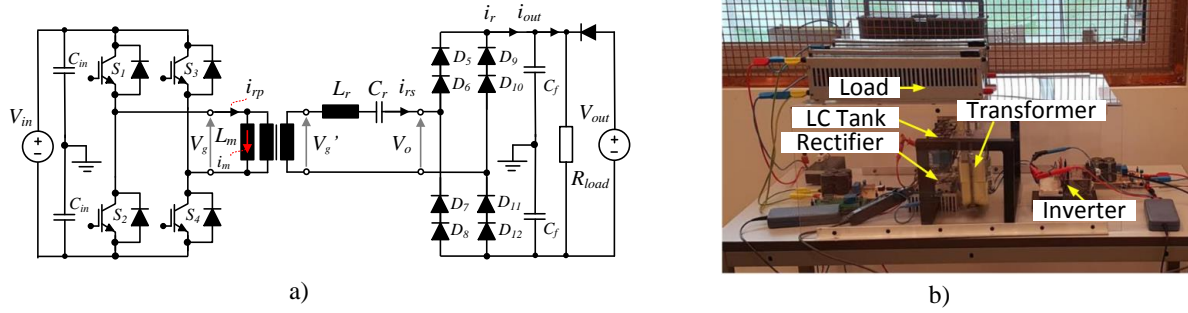 V_in
C_in
C_in
S_1
S_3
S_2
S_4
i_rp
L_m
i_m
V_g
V_g'
L_r
C_r
i_rs
V_o
i_r
i_out
D_5
D_9
D_6
D_10
D_7
D_11
D_8
D_12
C_f
C_f
R_load
V_out
a)
Load
Transformer
LC Tank
Rectifier
Inverter
b)